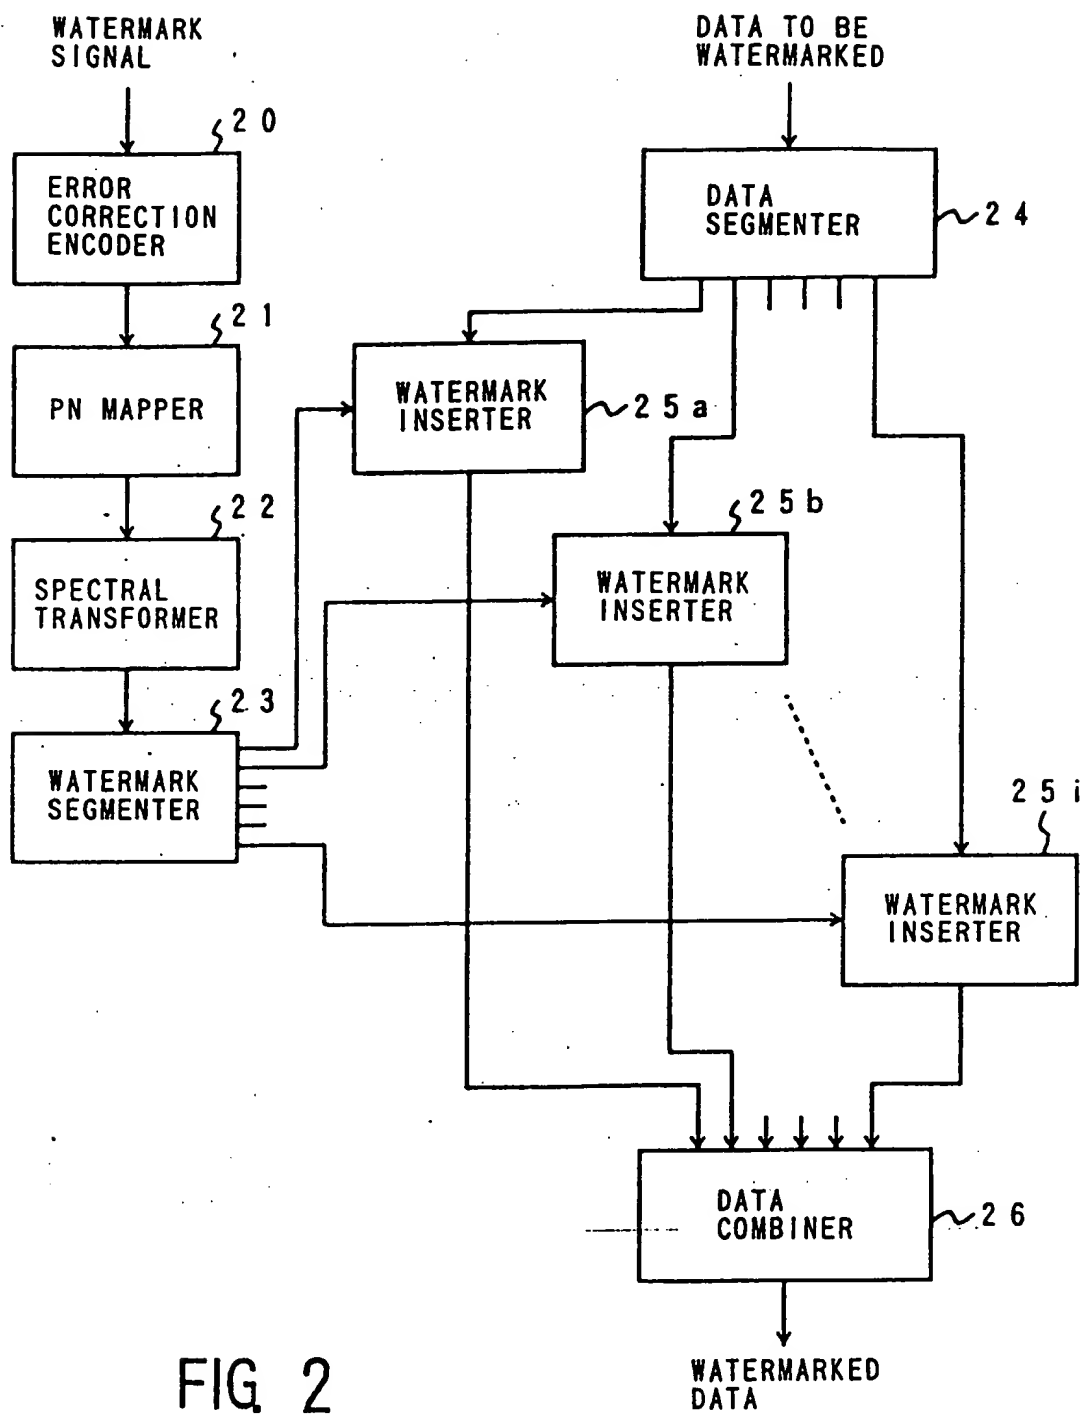 WATERMARK
SIGNAL
DATA TO BE
WATERMARKED
20
ERROR
CORRECTION
ENCODER
DATA
SEGMENTER
24
21
PN MAPPER
WATERMARK
INSERTER
25a
22
SPECTRAL
TRANSFORMER
25b
WATERMARK
INSERTER
23
WATERMARK
SEGMENTER
25i
WATERMARK
INSERTER
DATA
COMBINER
26
WATERMARKED
DATA
FIG. 2